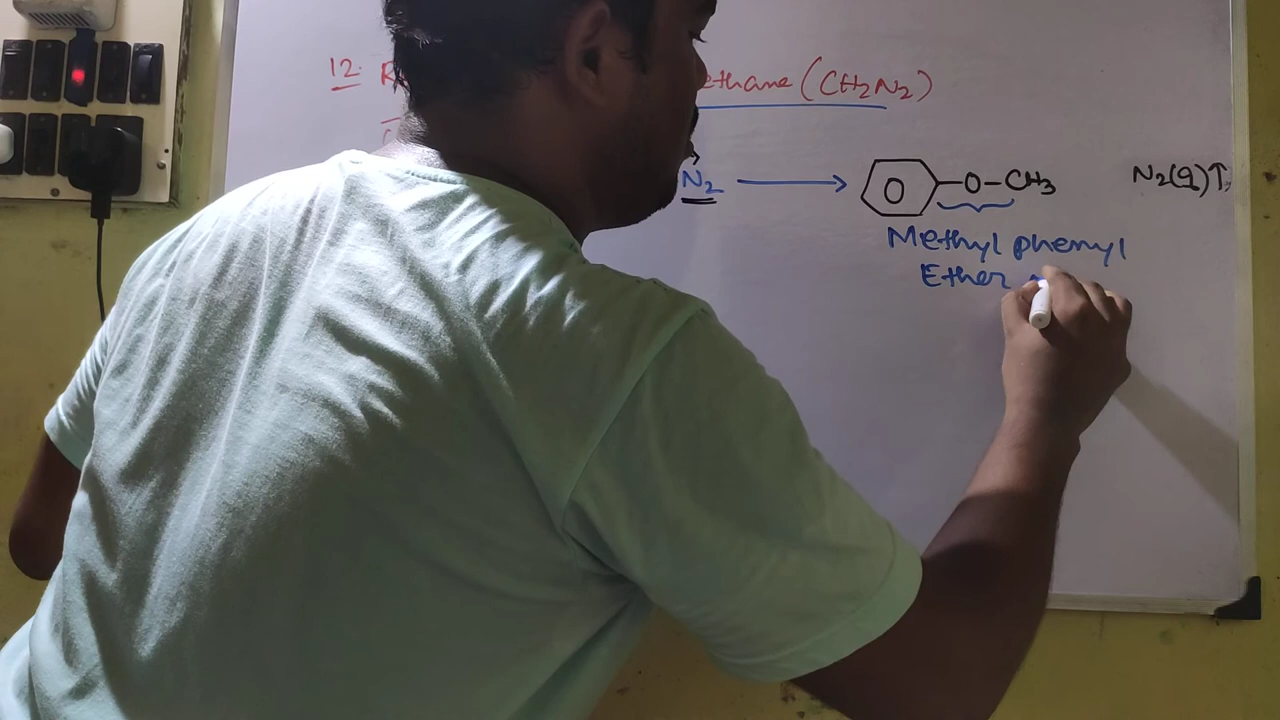 12. ethane (CH2N2)
N2 → O-O-CH3 N2(g)↑
Methyl phenyl
Ether